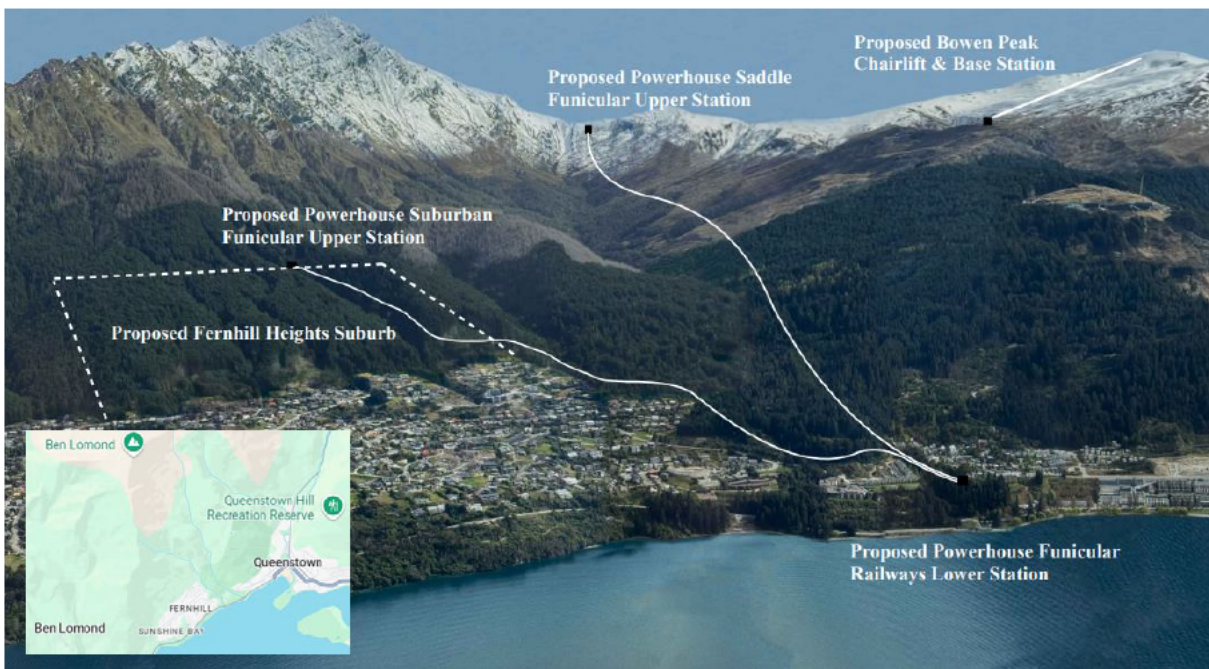 Proposed Bowen Peak
Chairlift & Base Station
Proposed Powerhouse Saddle
Funicular Upper Station
Proposed Powerhouse Suburban
Funicular Upper Station
Proposed Fernhill Heights Suburb
Ben Lomond
Queenstown Hill
Recreation Reserve
Queenstown
FERNHILL
Ben Lomond
SUNSHINE BAY
Proposed Powerhouse Funicular
Railways Lower Station